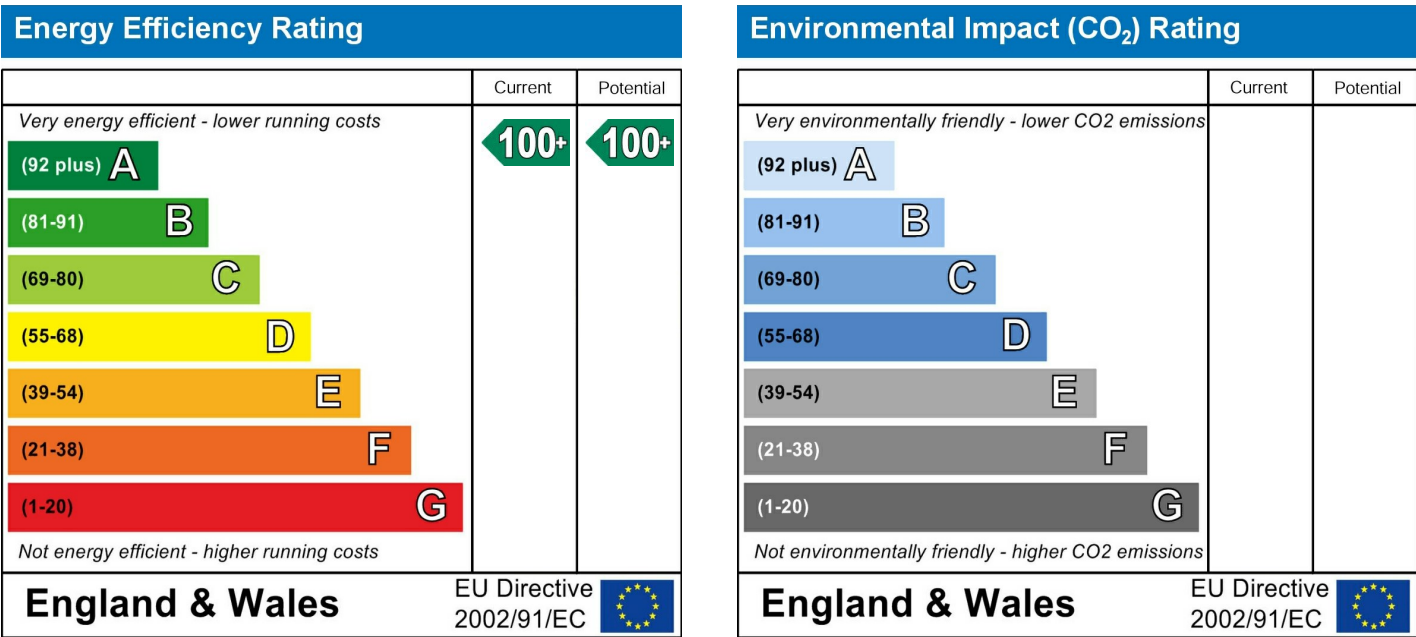 Energy Efficiency Rating
Current Potential
Very energy efficient - lower running costs
100+ 100+
(92 plus) A
(81-91) B
(69-80) C
(55-68) D
(39-54) E
(21-38) F
(1-20) G
Not energy efficient - higher running costs
England & Wales
EU Directive
2002/91/EC
Environmental Impact (CO₂) Rating
Current Potential
Very environmentally friendly - lower CO2 emissions
(92 plus) A
(81-91) B
(69-80) C
(55-68) D
(39-54) E
(21-38) F
(1-20) G
Not environmentally friendly - higher CO2 emissions
England & Wales
EU Directive
2002/91/EC